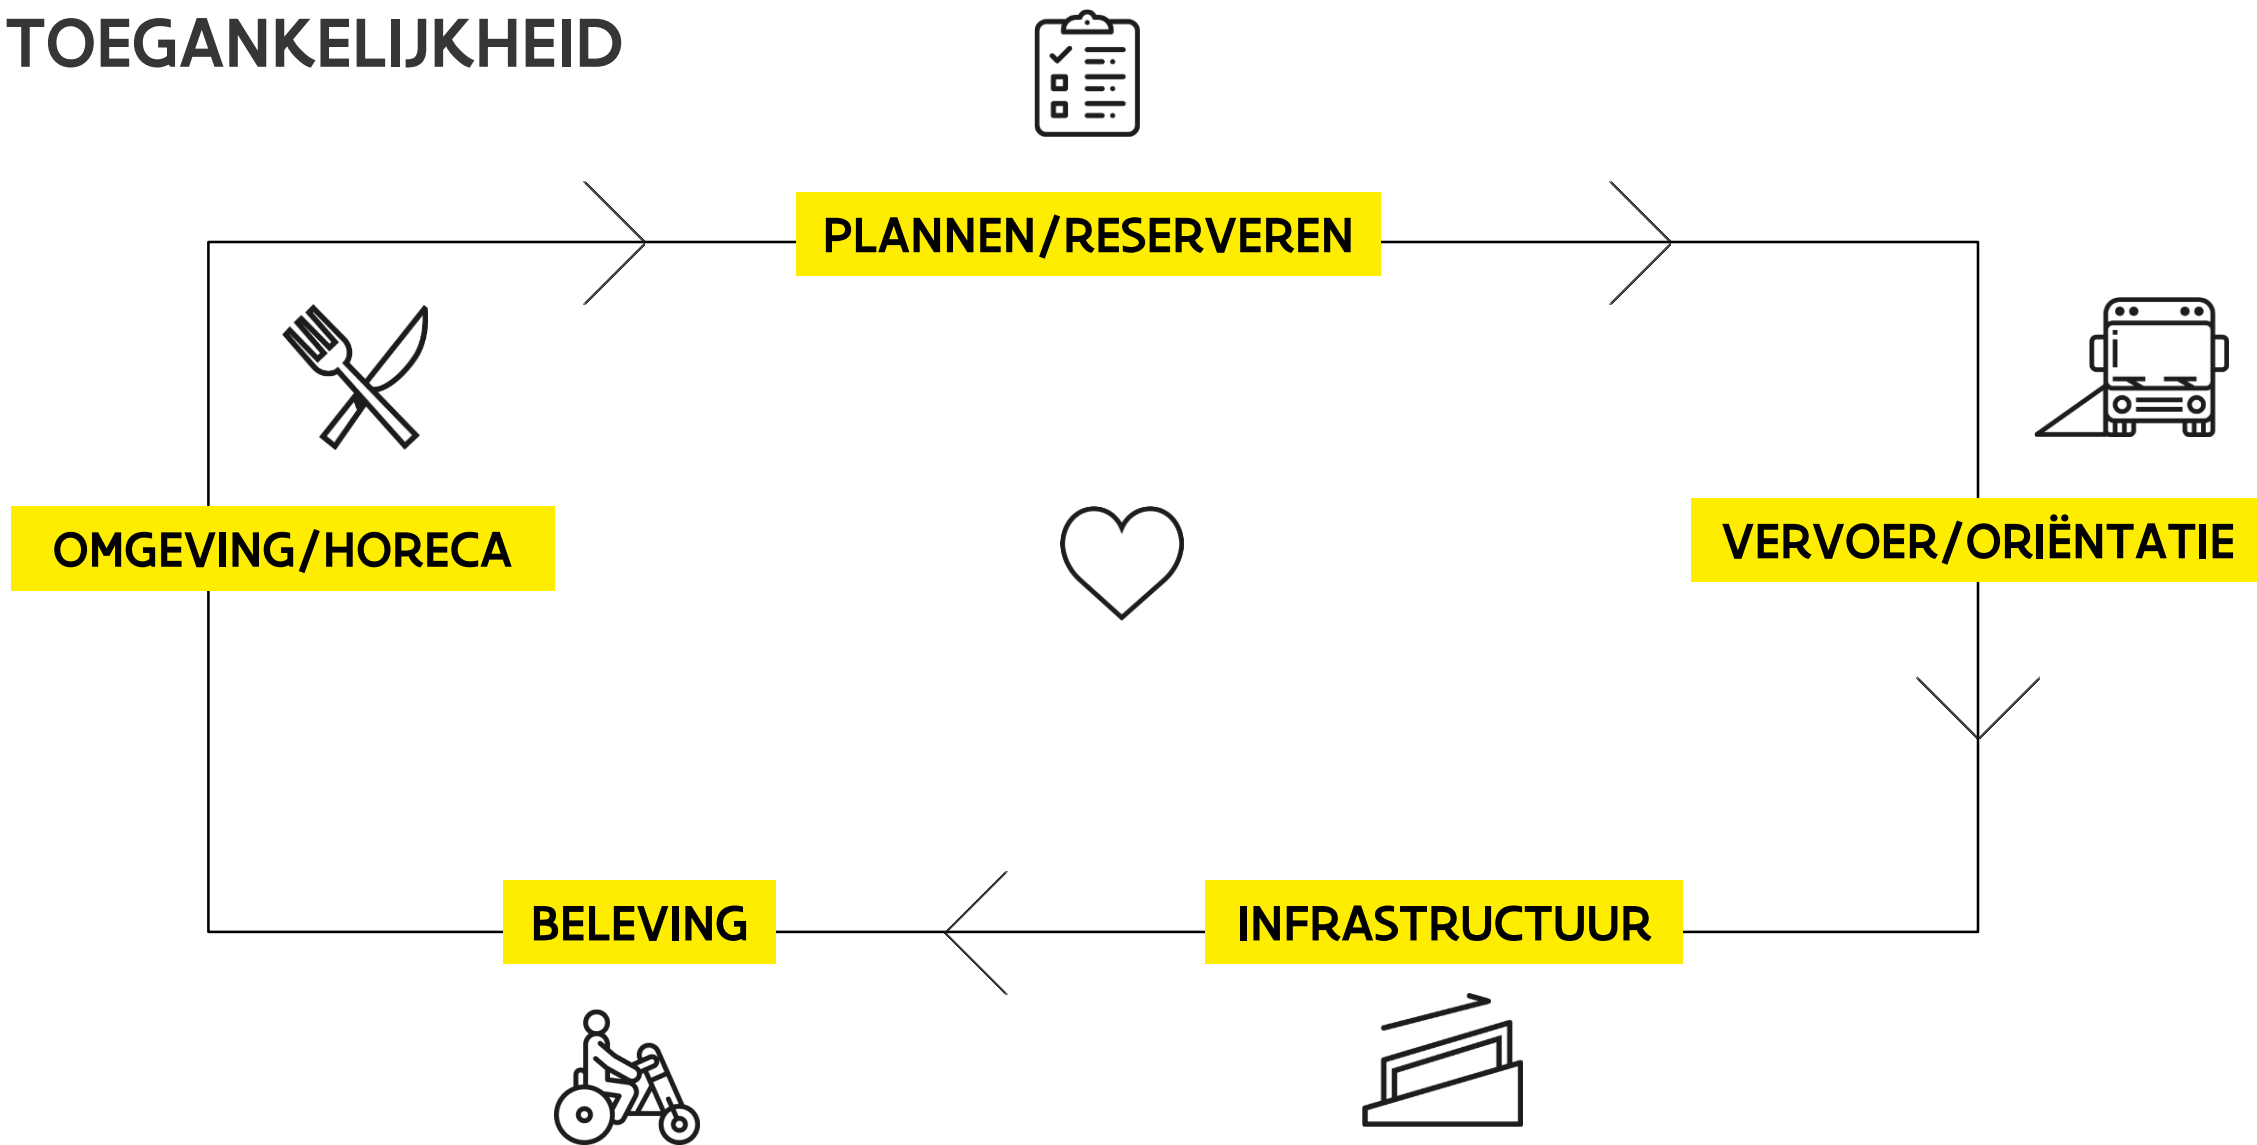 TOEGANKELIJKHEID
PLANNEN/RESERVEREN
OMGEVING/HORECA
VERVOER/ORIËNTATIE
BELEVING
INFRASTRUCTUUR